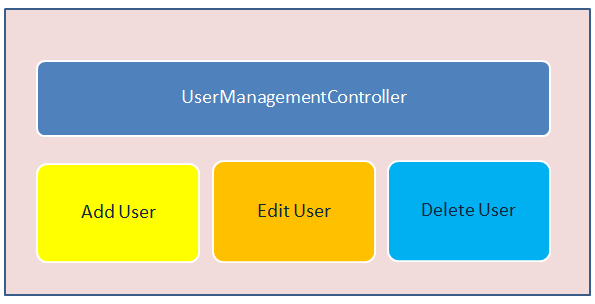 UserManagementController
Add User
Edit User
Delete User